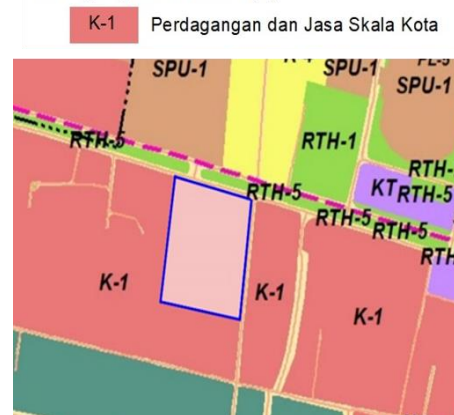 K-1 Perdagangan dan Jasa Skala Kota
SPU-1
SPU-1
SPU-1
RTH-5
RTH-1
RTH-
RTH-5
KT
RTH-5
RTH-5
RTH-5
RTH
K-1
K-1
K-1